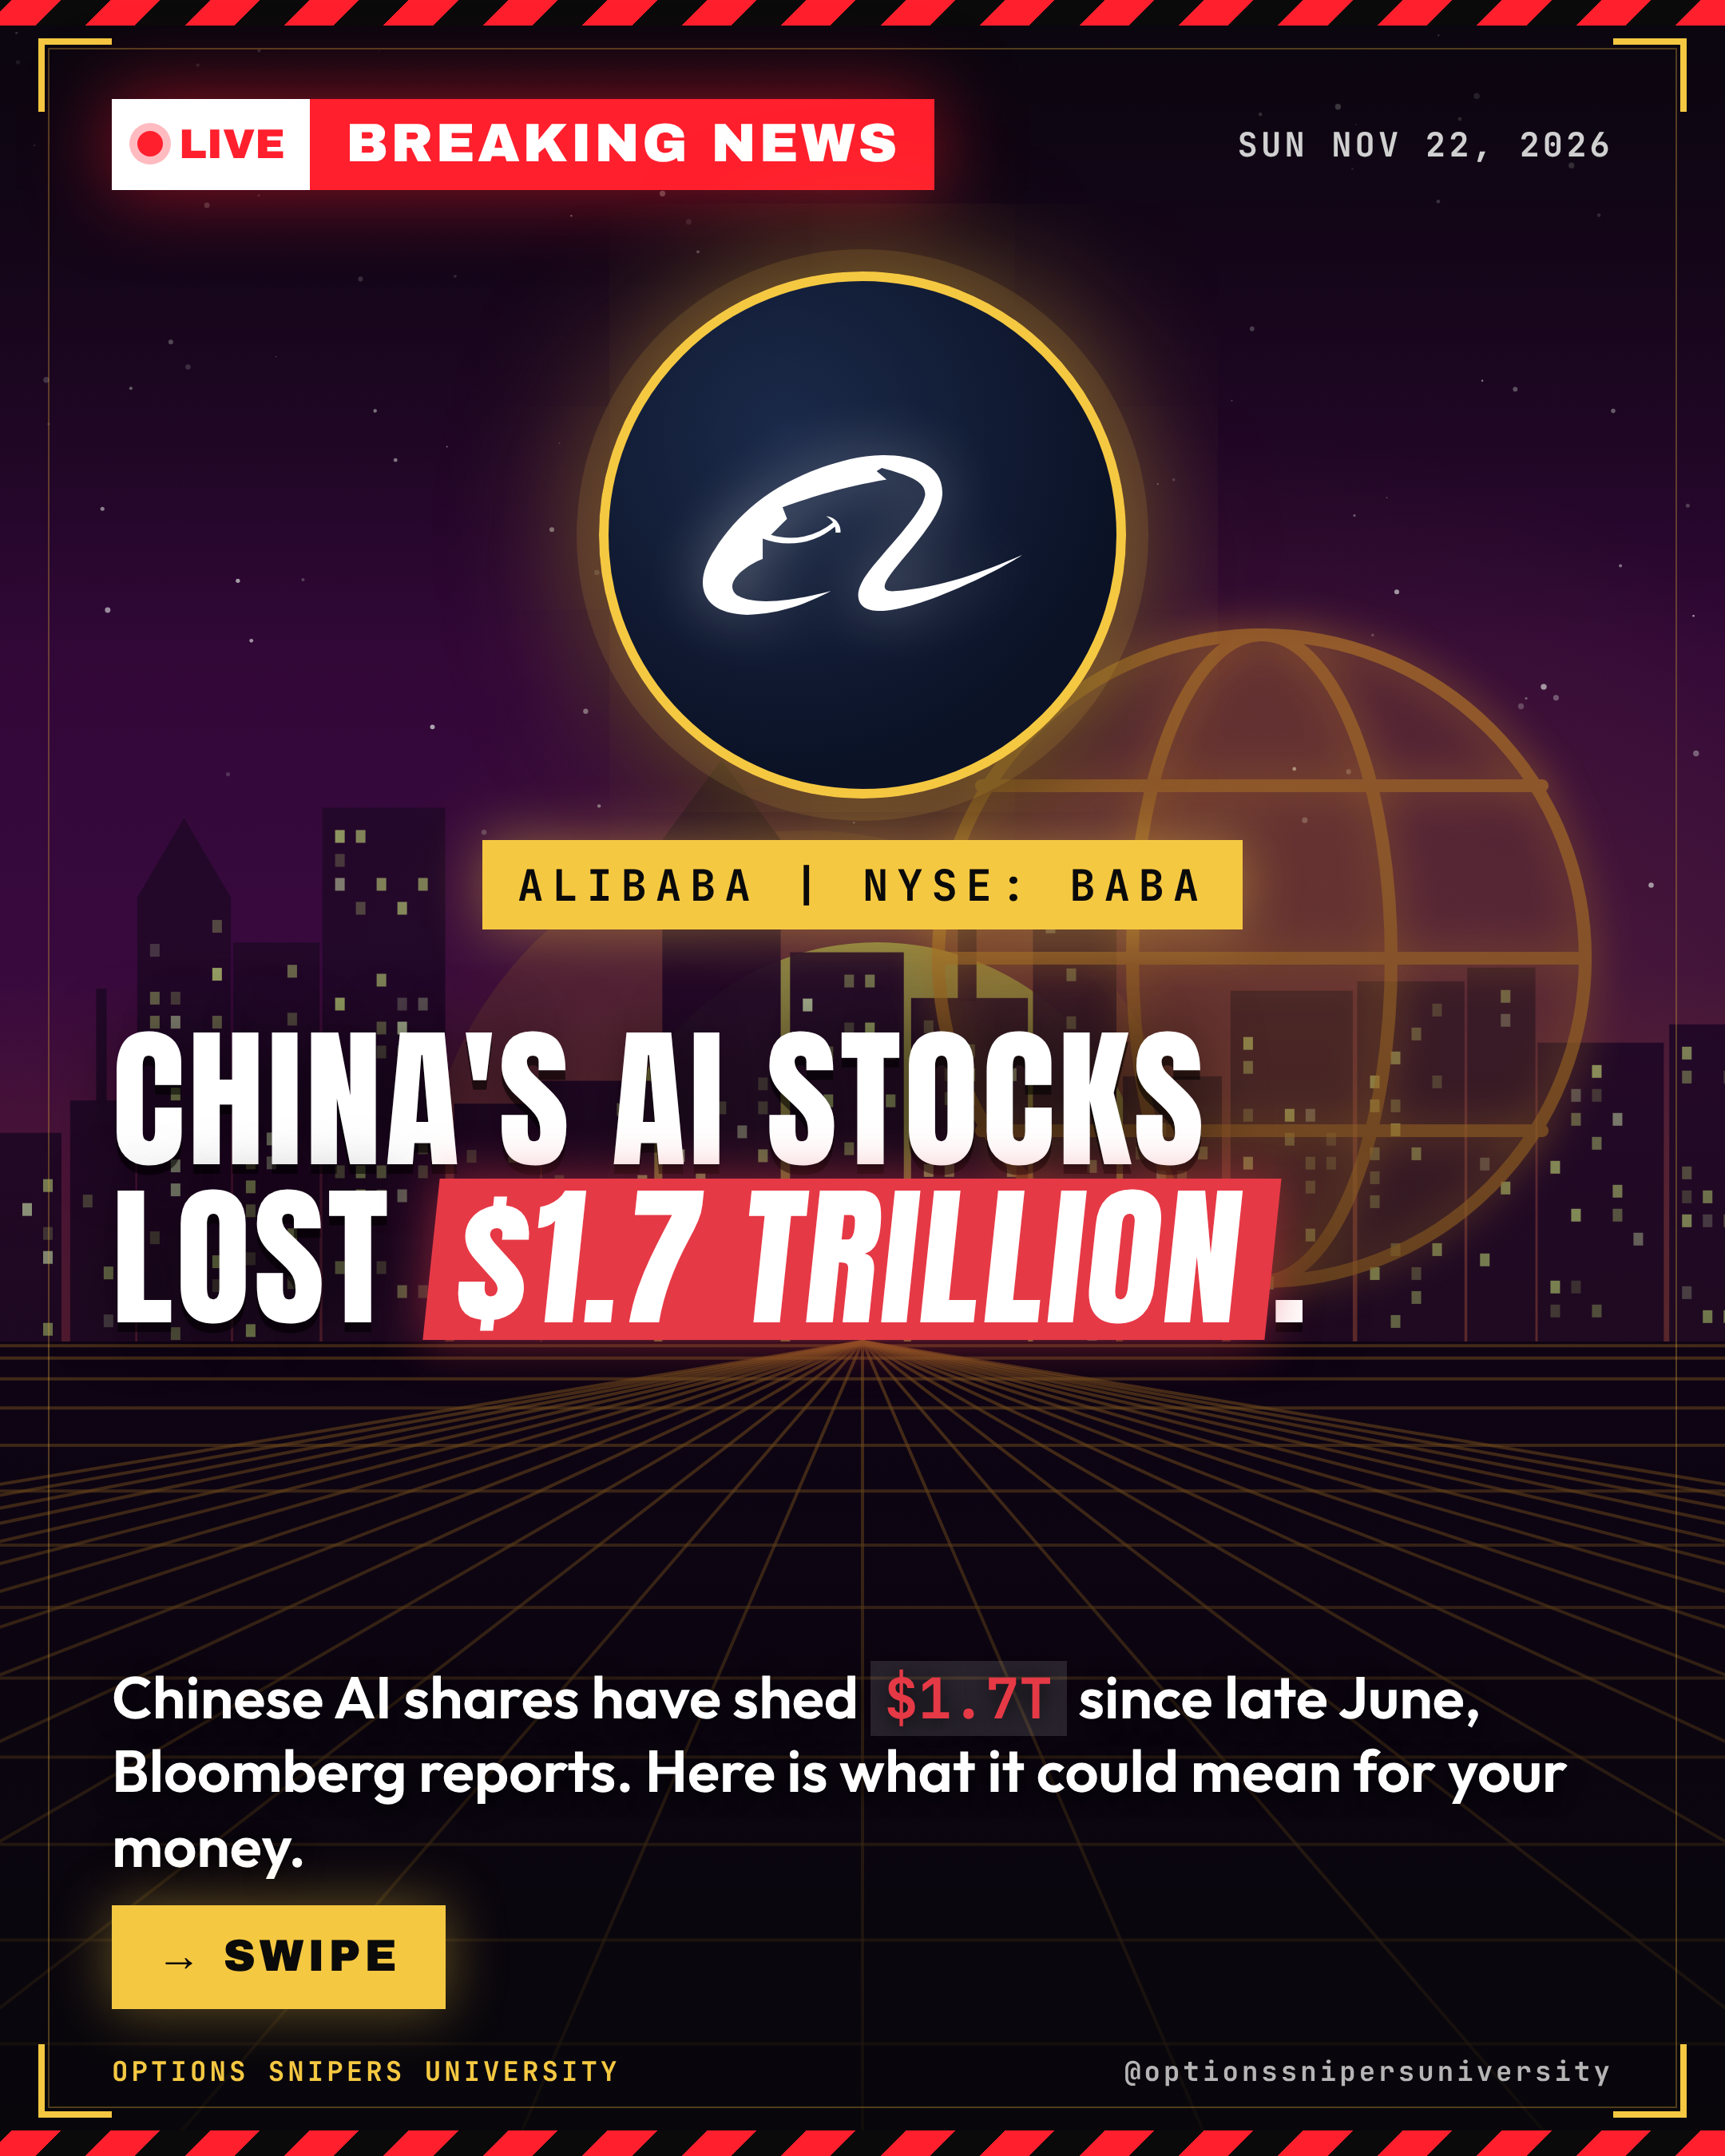 LIVE BREAKING NEWS
SUN NOV 22, 2026
ALIBABA | NYSE: BABA
CHINA'S AI STOCKS
LOST $1.7 TRILLION.
Chinese AI shares have shed $1.7T since late June,
Bloomberg reports. Here is what it could mean for your
money.
→ SWIPE
OPTIONS SNIPERS UNIVERSITY
@optionssnipersuniversity